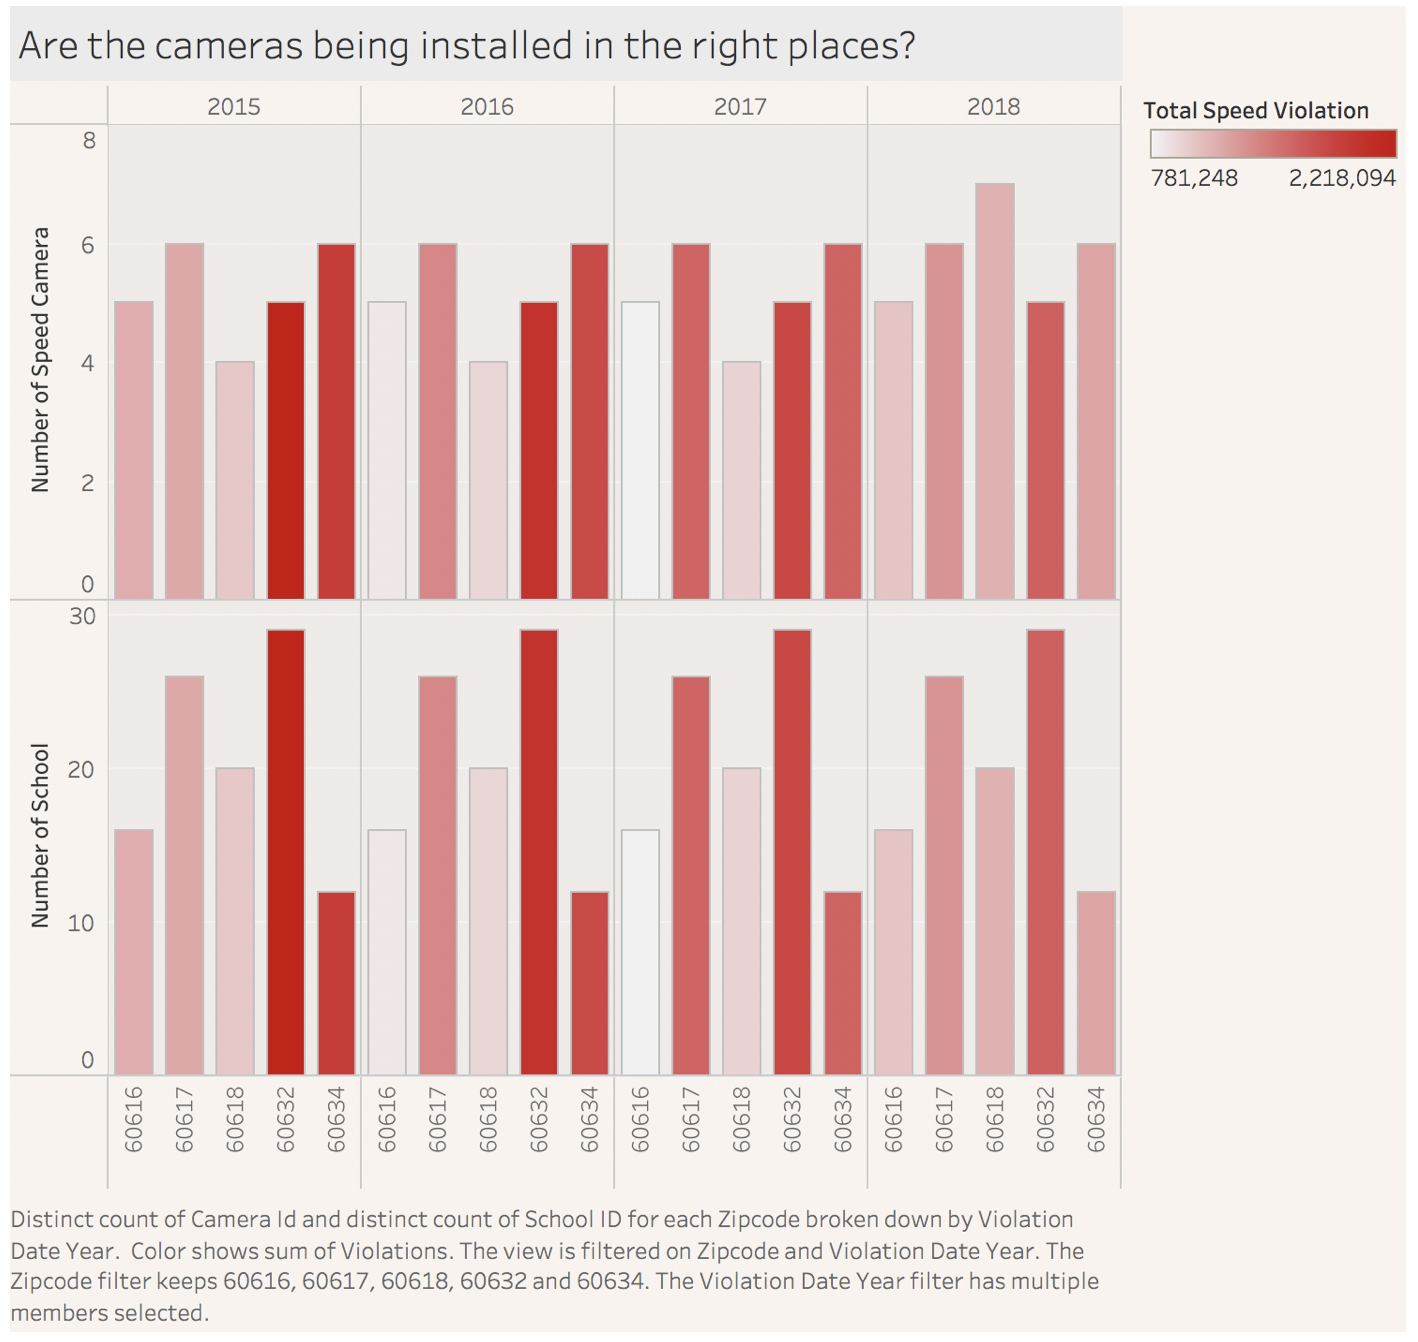 Are the cameras being installed in the right places?
2015 2016 2017 2018
Total Speed Violation
781,248 2,218,094
Number of Speed Camera
8
6
4
2
0
Number of School
30
20
10
0
60616 60617 60618 60632 60634 60616 60617 60618 60632 60634 60616 60617 60618 60632 60634 60616 60617 60618 60632 60634
Distinct count of Camera Id and distinct count of School ID for each Zipcode broken down by Violation
Date Year. Color shows sum of Violations. The view is filtered on Zipcode and Violation Date Year. The
Zipcode filter keeps 60616, 60617, 60618, 60632 and 60634. The Violation Date Year filter has multiple
members selected.